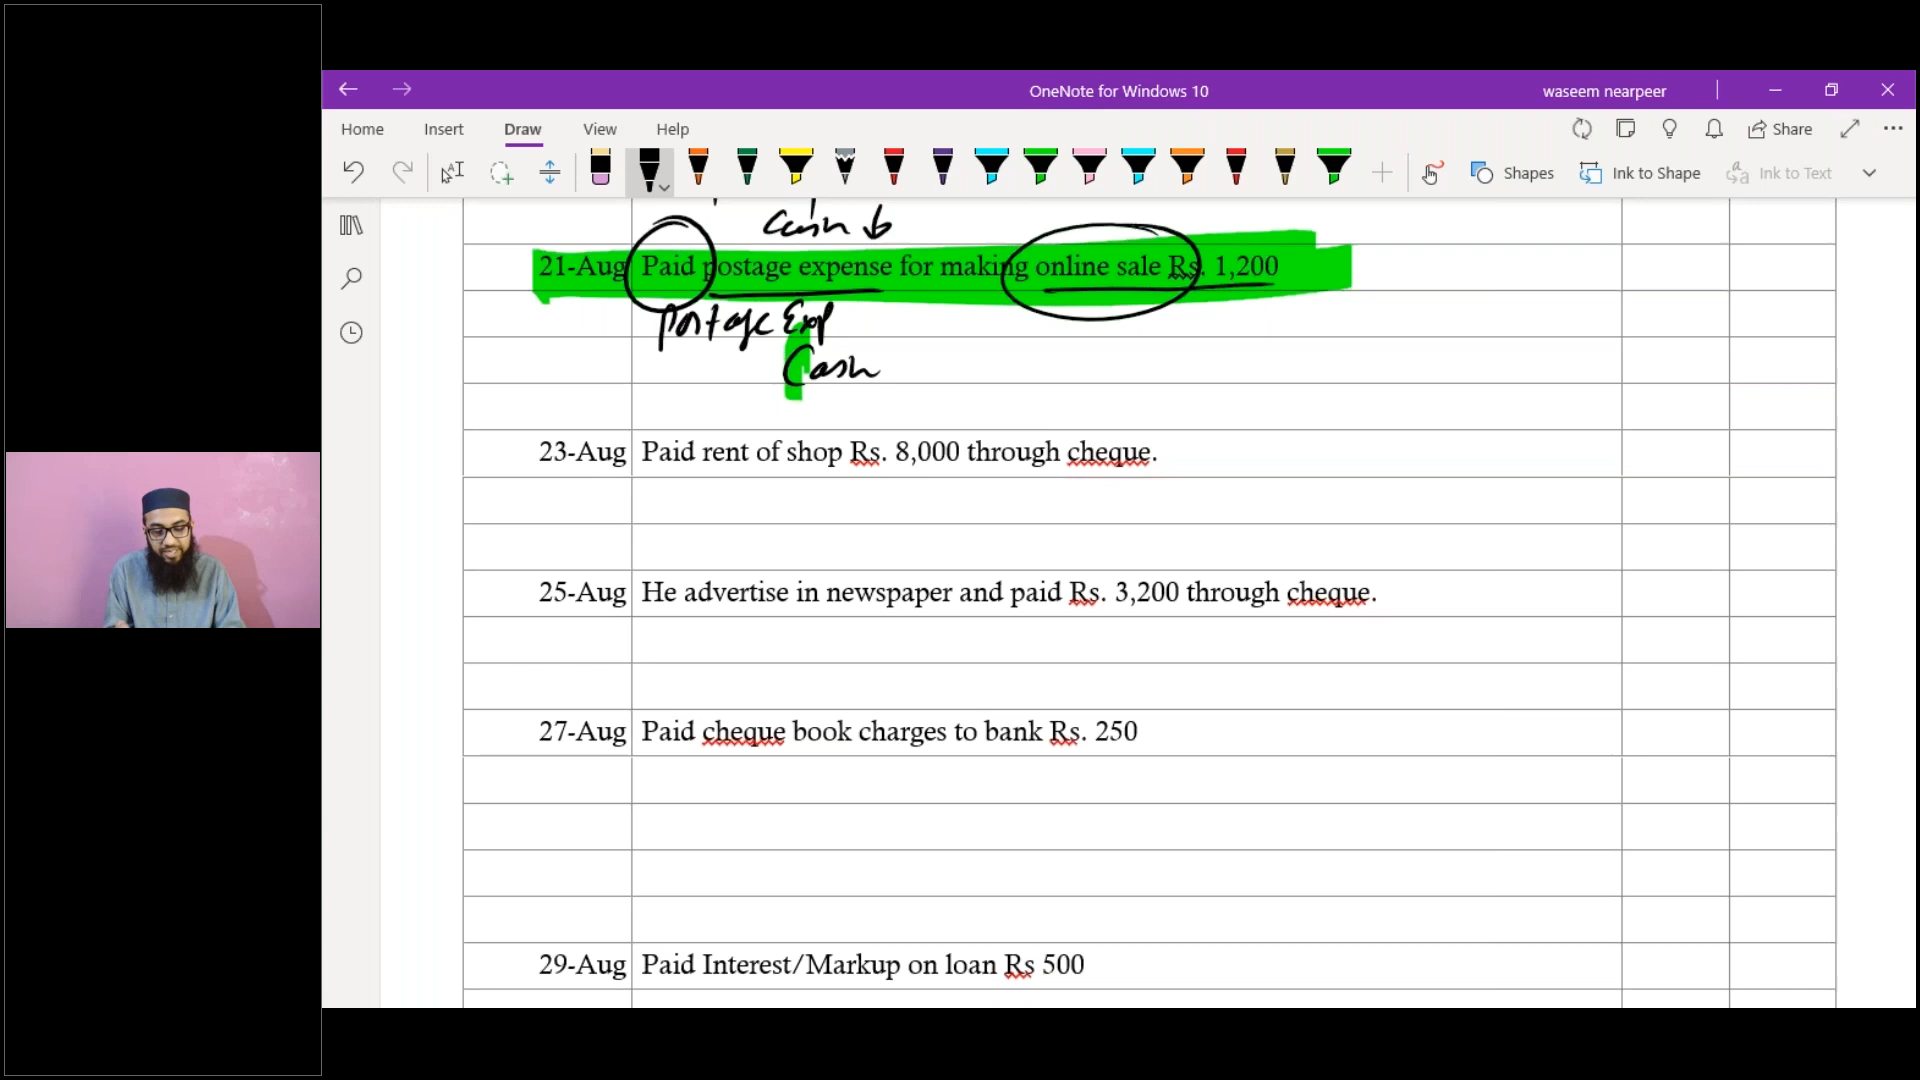 OneNote for Windows 10
waseem nearpeer
Home Insert Draw View Help
Share
Shapes Ink to Shape Ink to Text
Cash
21-Aug Paid postage expense for making online sale Rs. 1,200
Postage Exp
Cash
23-Aug Paid rent of shop Rs. 8,000 through cheque.
25-Aug He advertise in newspaper and paid Rs. 3,200 through cheque.
27-Aug Paid cheque book charges to bank Rs. 250
29-Aug Paid Interest/Markup on loan Rs 500